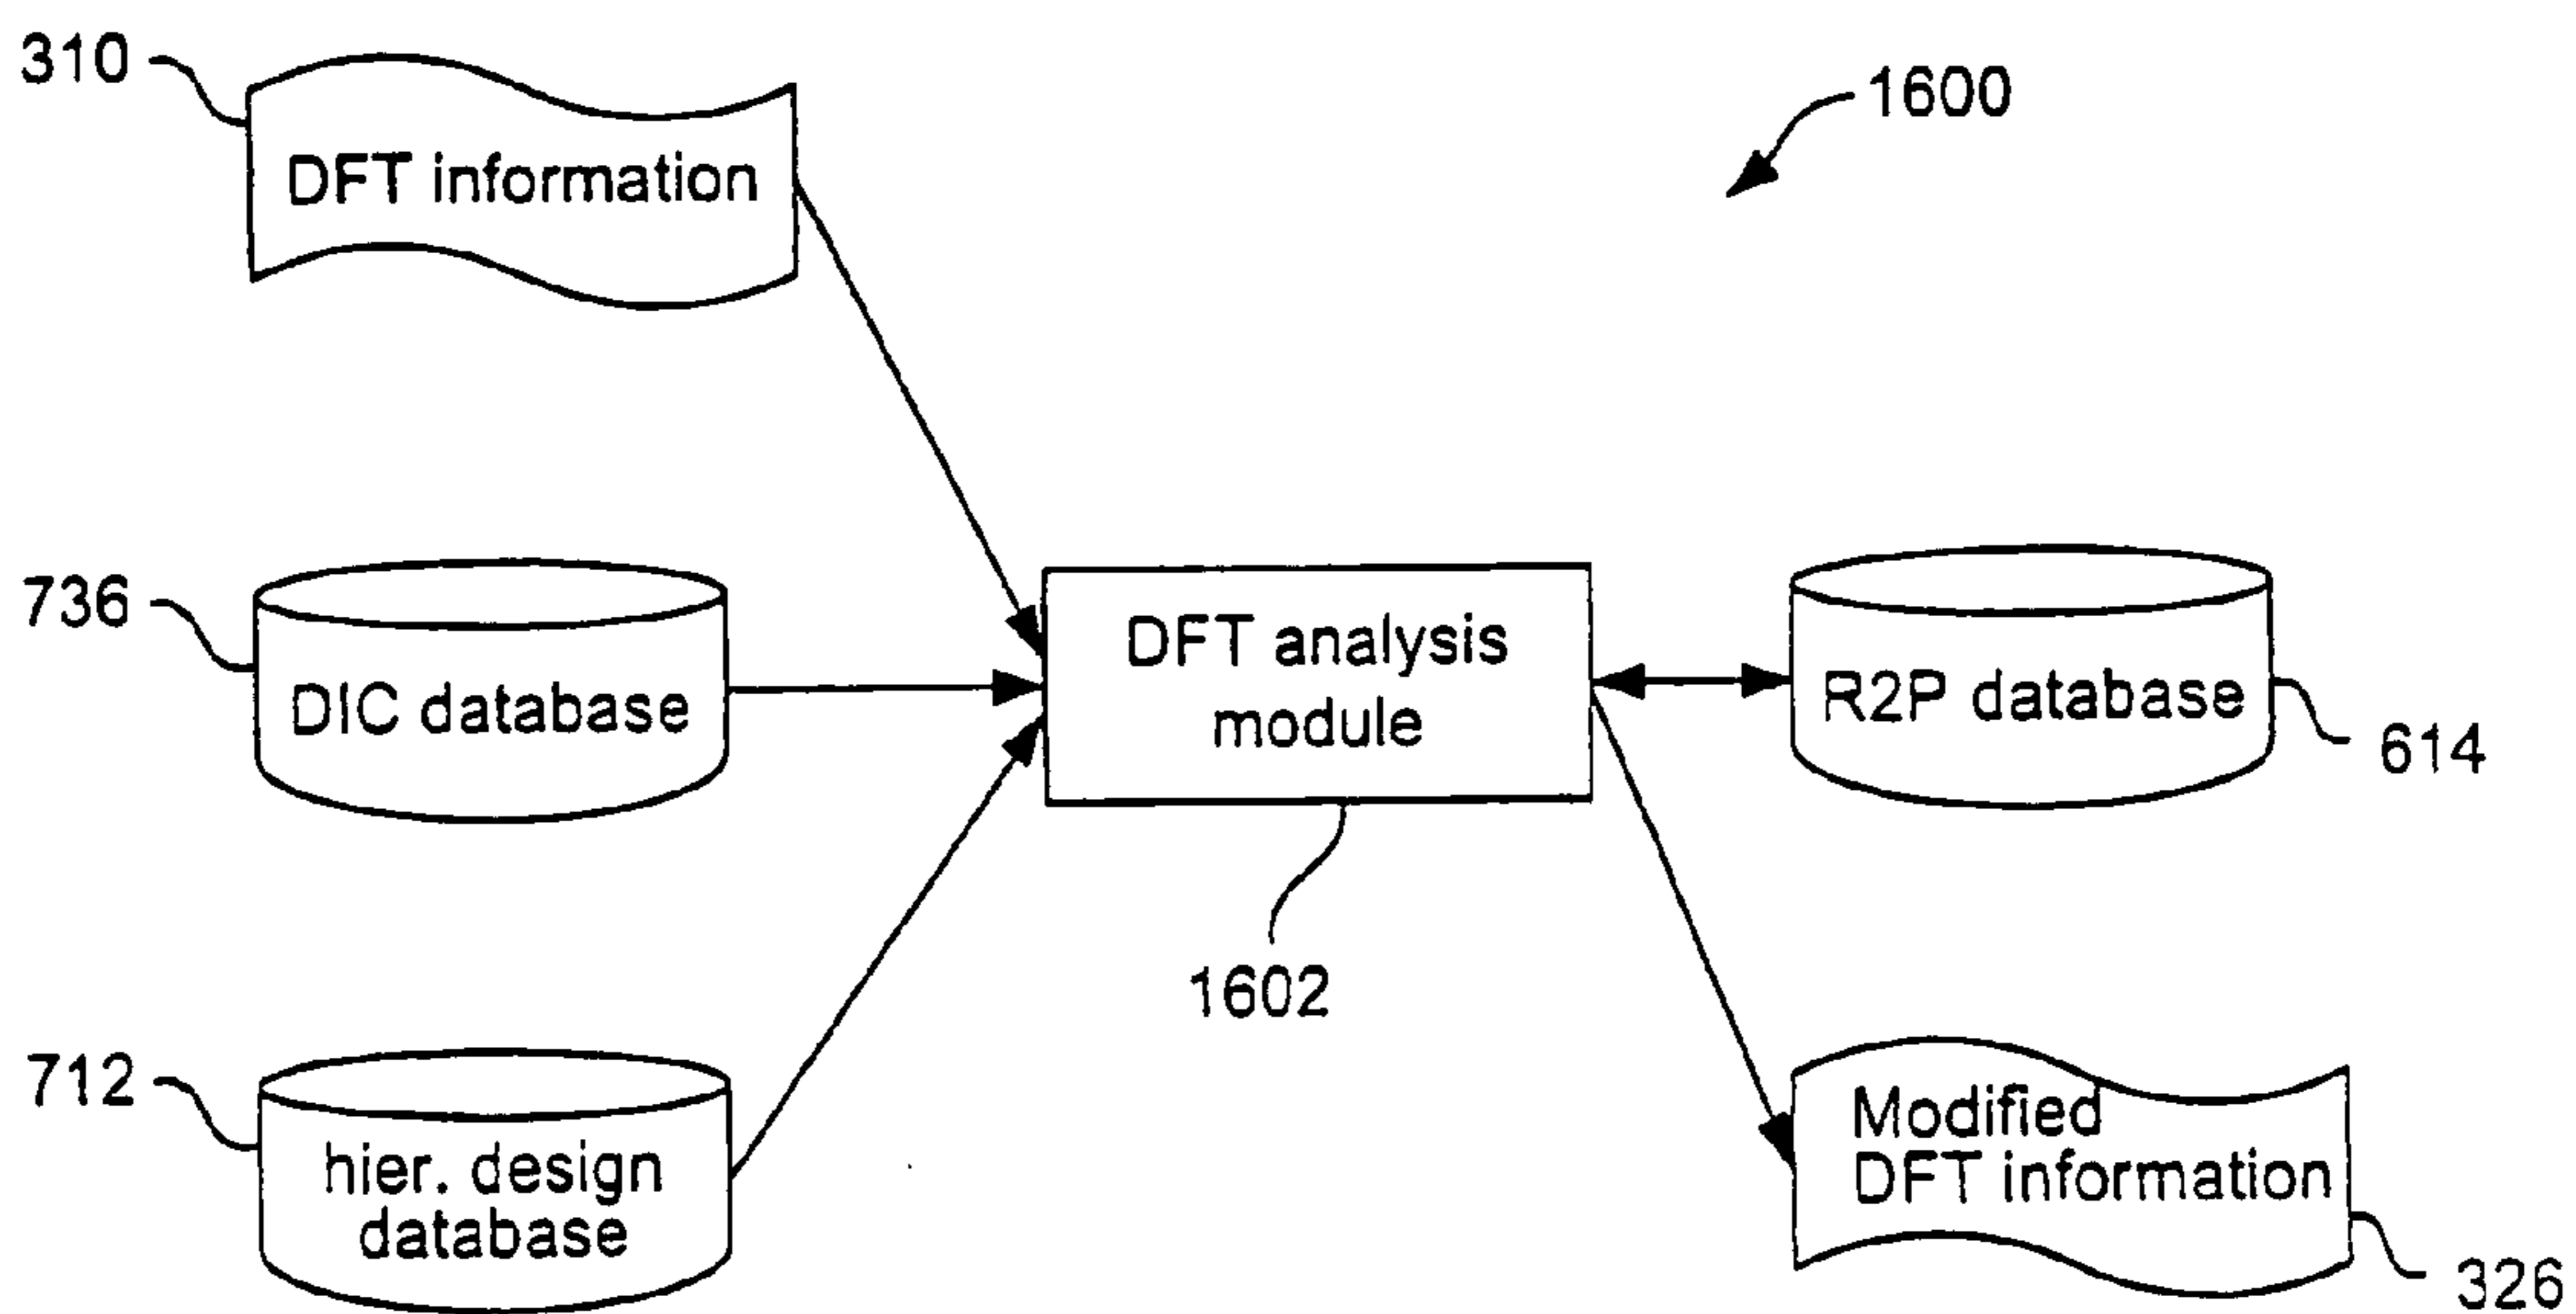 310
DFT information
1600
736
DIC database
DFT analysis
module
R2P database
614
1602
712
hier. design
database
Modified
DFT information
326